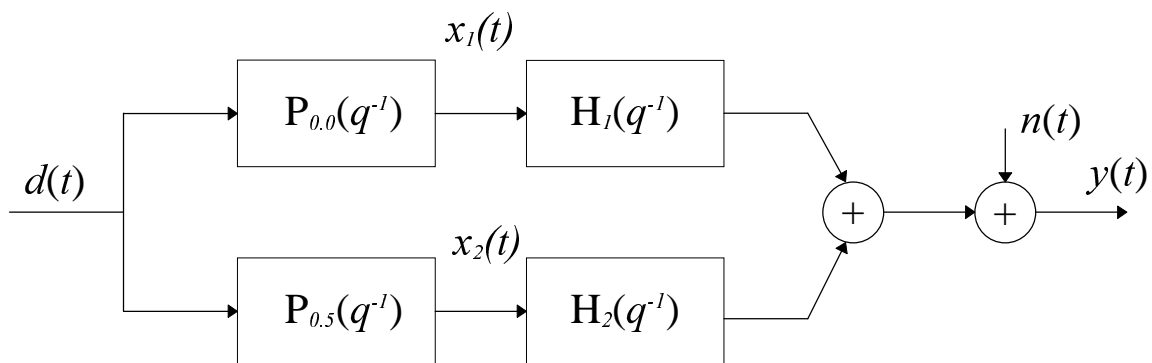 x₁(t)
P₀.₀(q⁻¹)
H₁(q⁻¹)
n(t)
d(t)
y(t)
+
+
x₂(t)
P₀.₅(q⁻¹)
H₂(q⁻¹)